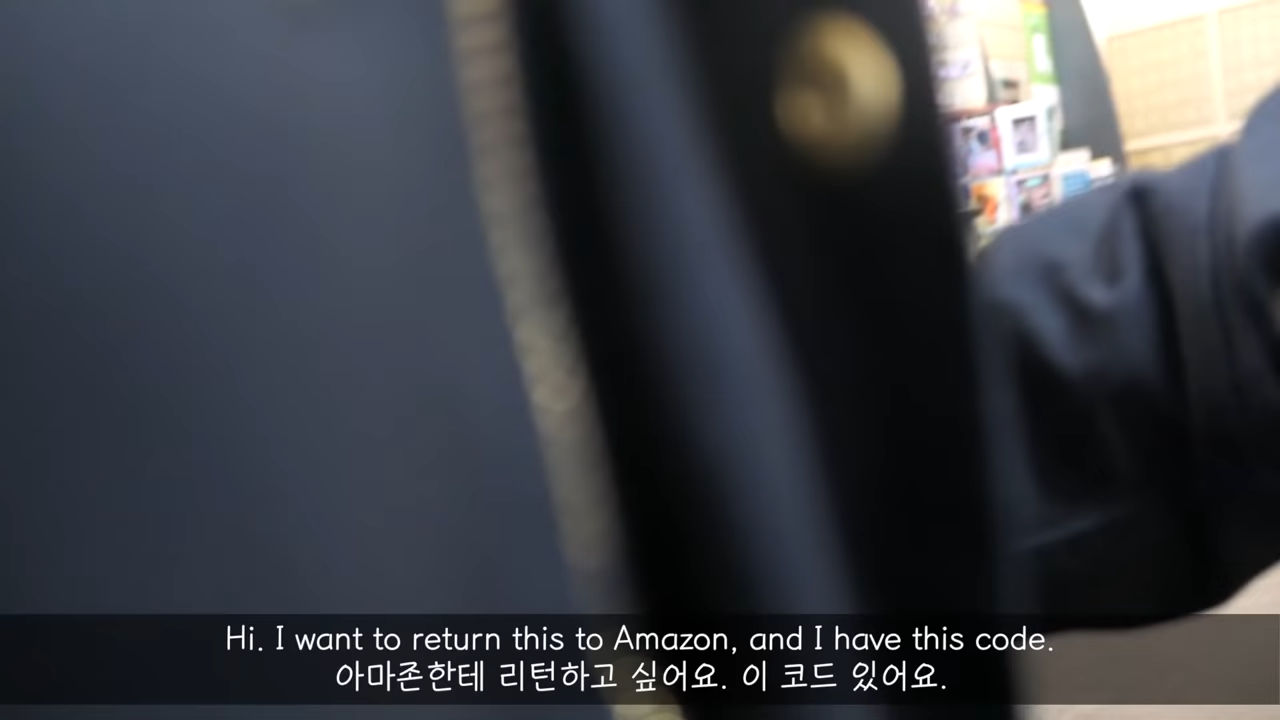 Hi. I want to return this to Amazon, and I have this code.
아마존한테 리턴하고 싶어요. 이 코드 있어요.